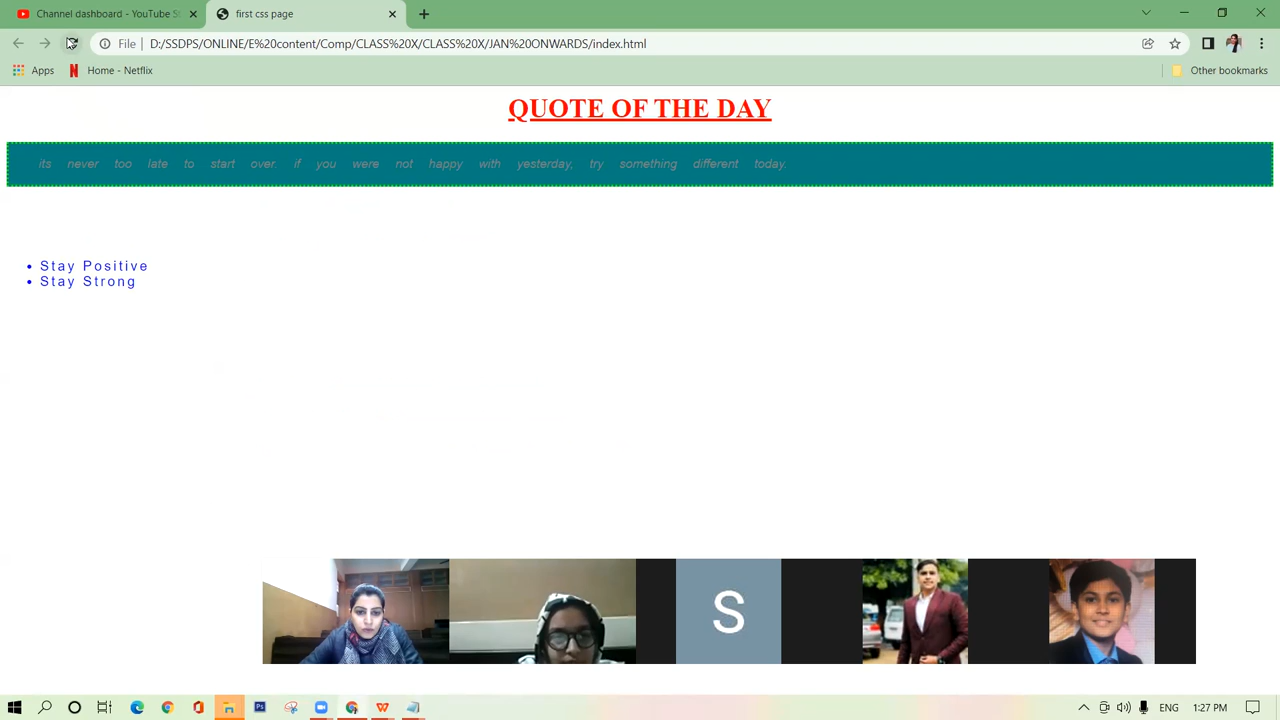 Channel dashboard - YouTube St
first css page
File
D:/SSDPS/ONLINE/E%20content/Comp/CLASS%20X/CLASS%20X/JAN%20ONWARDS/index.html
Apps
Home - Netflix
Other bookmarks
QUOTE OF THE DAY
its never too late to start over. if you were not happy with yesterday, try something different today.
• Stay Positive
• Stay Strong
S
ENG
1:27 PM